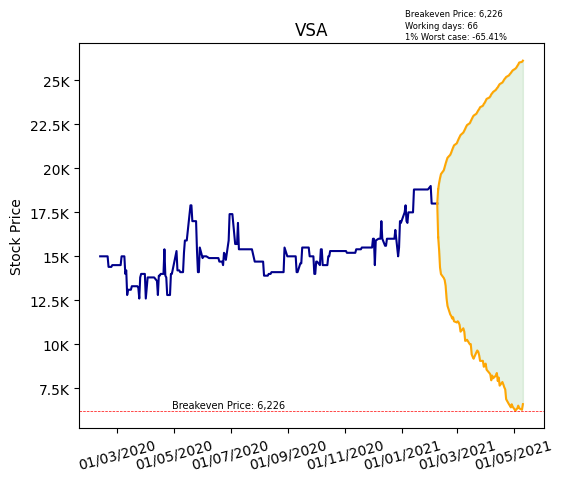 Breakeven Price: 6,226
Working days: 66
1% Worst case: -65.41%
VSA
Stock Price
25K
22.5K
20K
17.5K
15K
12.5K
10K
7.5K
Breakeven Price: 6,226
01/03/2020
01/05/2020
01/07/2020
01/09/2020
01/11/2020
01/01/2021
01/03/2021
01/05/2021